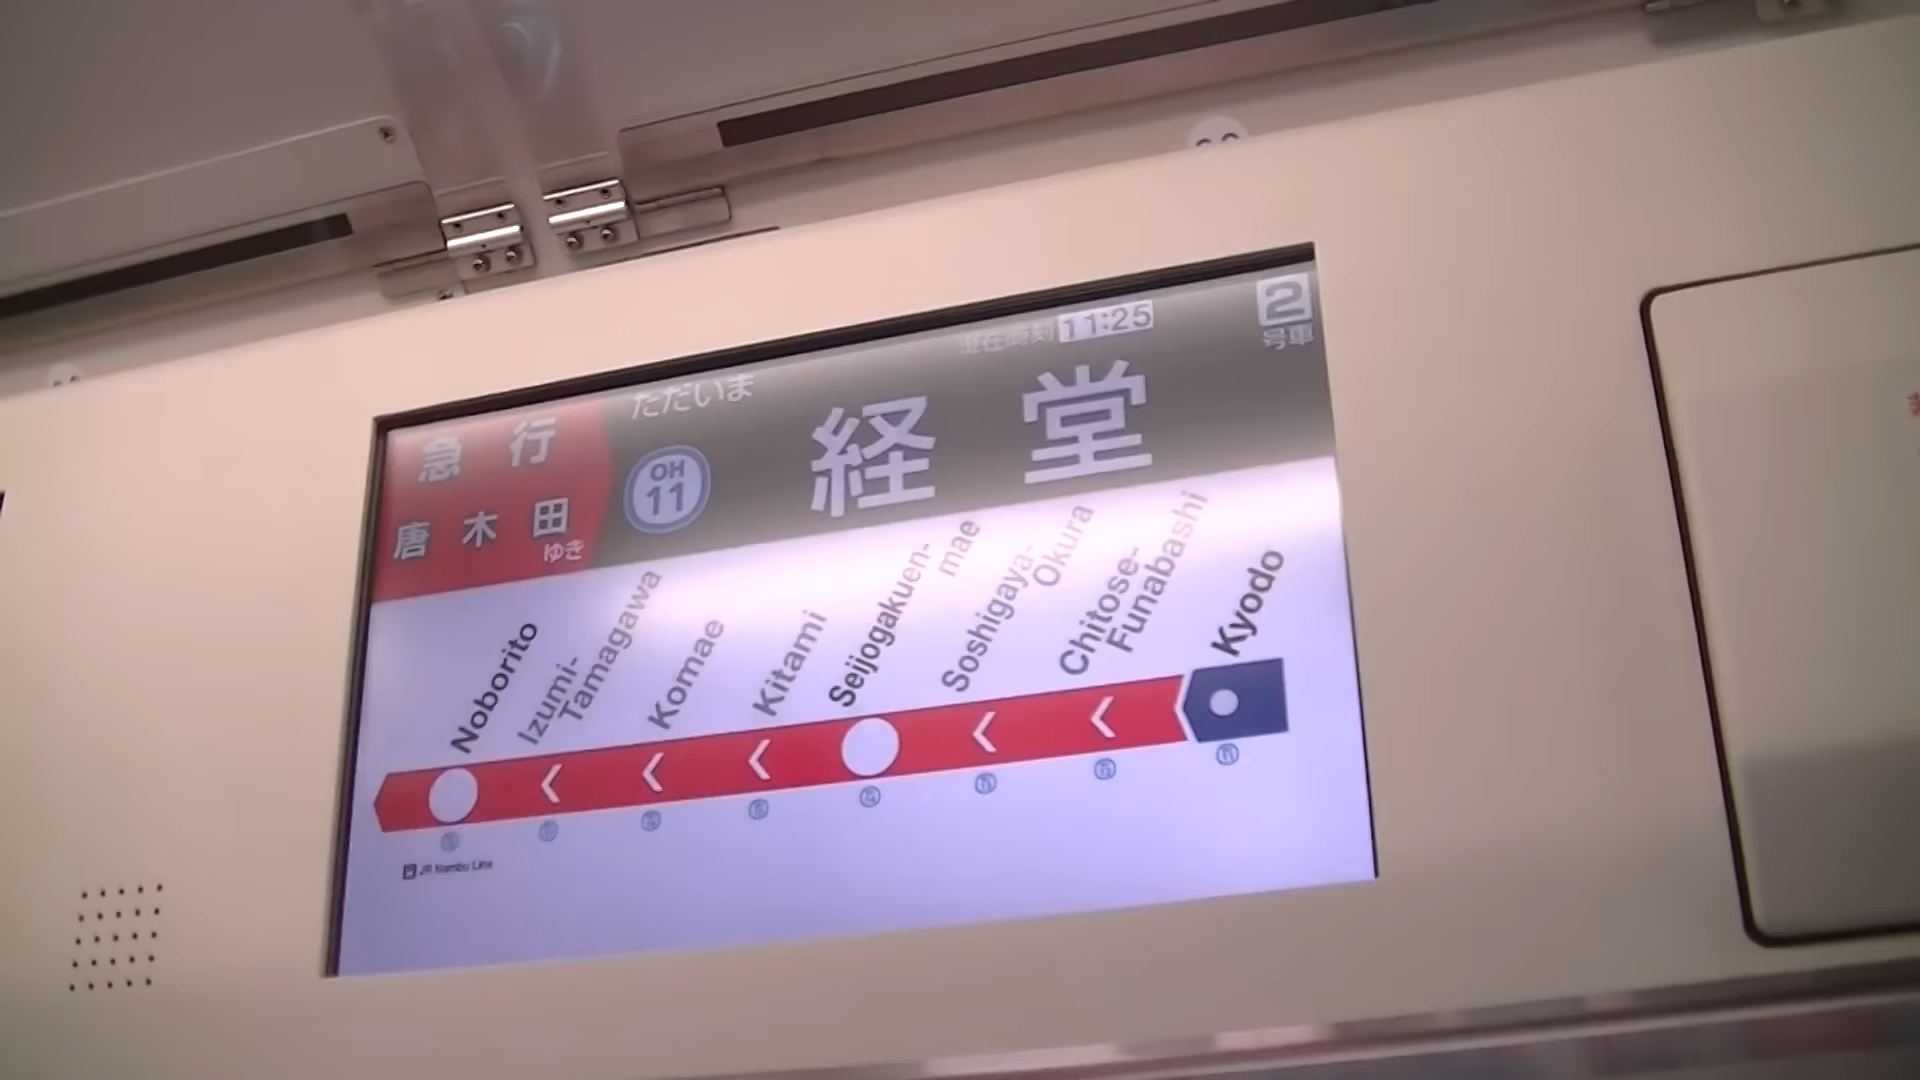 急行
唐木田
ゆき
ただいま
OH
11
経堂
現在時刻 11:25
2
号車
Noborito
Izumi-
Tamagawa
Komae
Kitami
Seijogakuen-
mae
Soshigaya-
Okura
Chitose-
Funabashi
Kyodo
11
JR Nambu Line